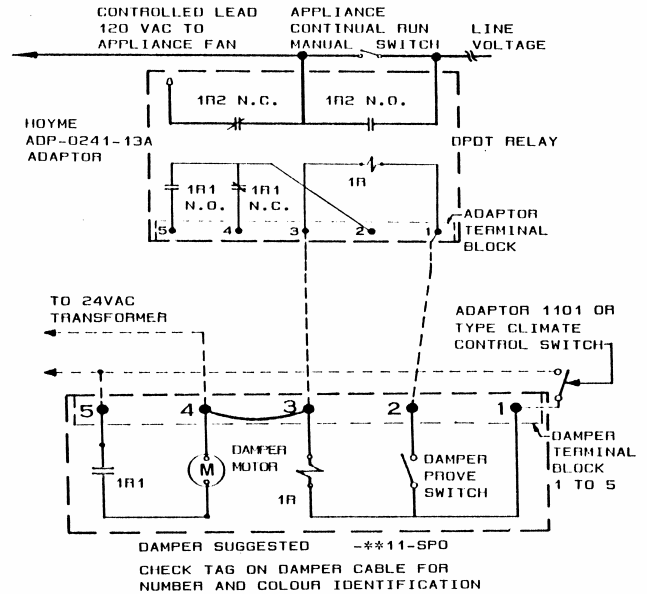 CONTROLLED LEAD
120 VAC TO
APPLIANCE FAN
APPLIANCE
CONTINUAL RUN
MANUAL SWITCH
LINE
VOLTAGE
1R2 N.C.
1R2 N.O.
HOYME
ADP-0241-13A
ADAPTOR
DPDT RELAY
1R
1R1
N.O.
1R1
N.C.
5
4
3
2
1
ADAPTOR
TERMINAL
BLOCK
TO 24VAC
TRANSFORMER
ADAPTOR 1101 OR
TYPE CLIMATE
CONTROL SWITCH
5
4
3
2
1
DAMPER
MOTOR
M
1R1
1R
DAMPER
PROVE
SWITCH
DAMPER
TERMINAL
BLOCK
1 TO 5
DAMPER SUGGESTED -**11-SPO
CHECK TAG ON DAMPER CABLE FOR
NUMBER AND COLOUR IDENTIFICATION